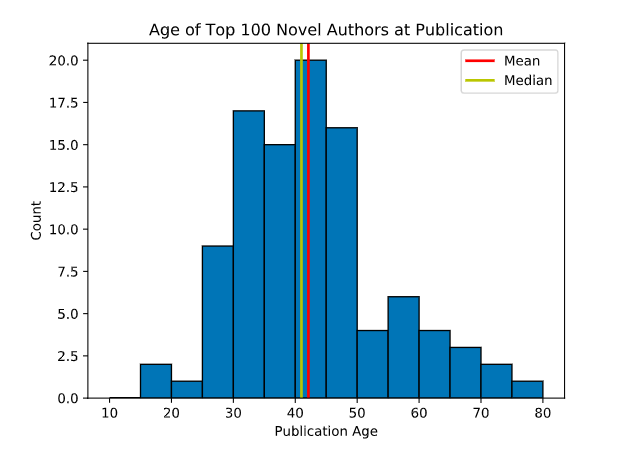 Age of Top 100 Novel Authors at Publication
Mean
Median
Count
20.0
17.5
15.0
12.5
10.0
7.5
5.0
2.5
0.0
10 20 30 40 50 60 70 80
Publication Age